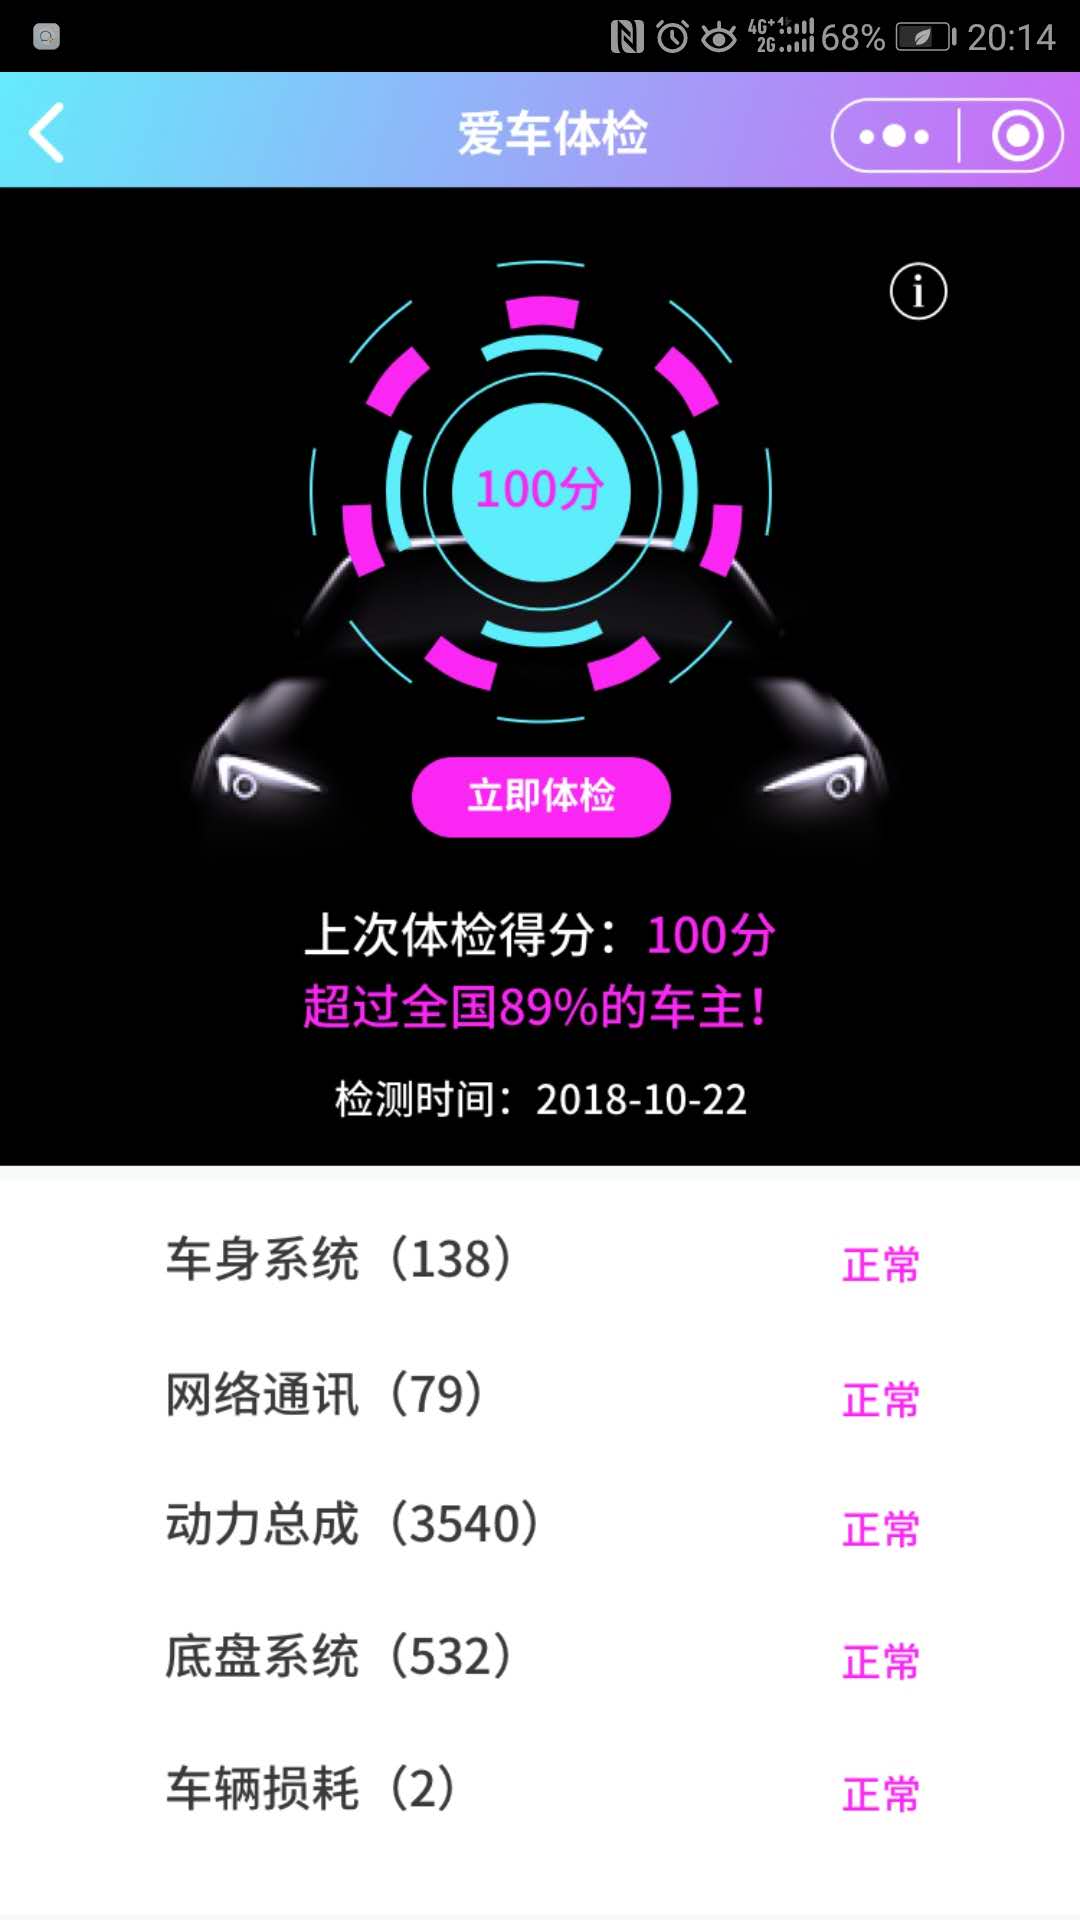 4G+ 2G 68% 20:14
爱车体检
i
100分
立即体检
上次体检得分：100分
超过全国89%的车主！
检测时间：2018-10-22
车身系统（138） 正常
网络通讯（79） 正常
动力总成（3540） 正常
底盘系统（532） 正常
车辆损耗（2） 正常